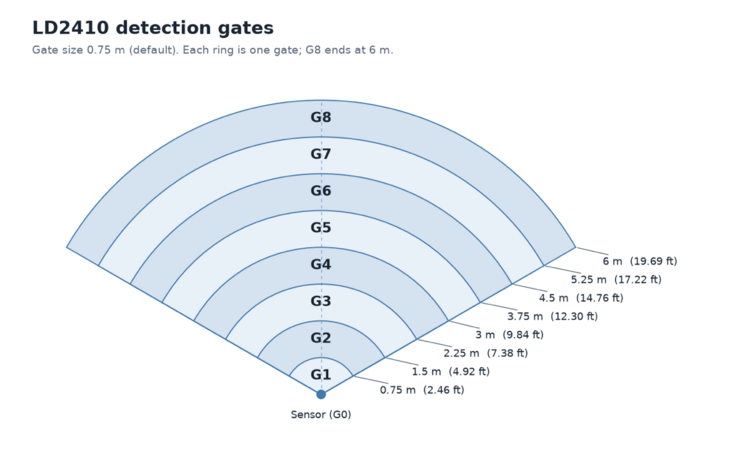 LD2410 detection gates
Gate size 0.75 m (default). Each ring is one gate; G8 ends at 6 m.
G8
G7
G6
G5
G4
G3
G2
G1
6 m  (19.69 ft)
5.25 m  (17.22 ft)
4.5 m  (14.76 ft)
3.75 m  (12.30 ft)
3 m  (9.84 ft)
2.25 m  (7.38 ft)
1.5 m  (4.92 ft)
0.75 m  (2.46 ft)
Sensor (G0)